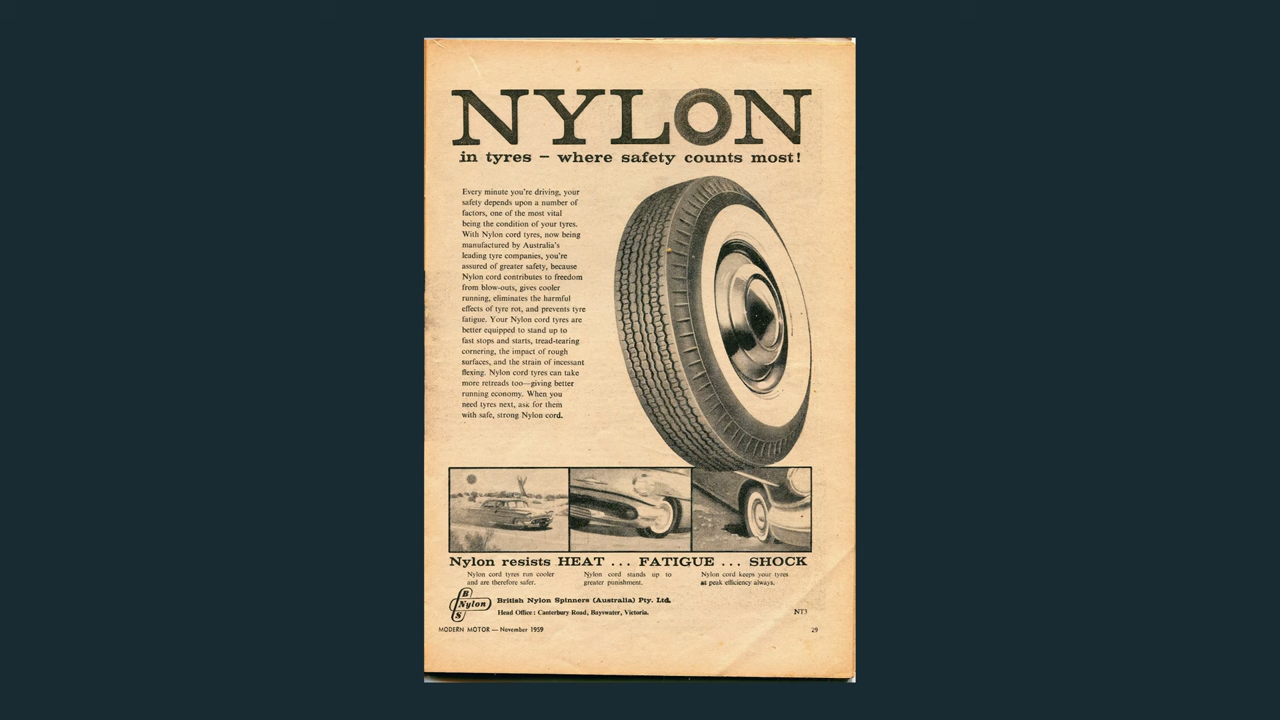 NYLON
in tyres – where safety counts most!
Every minute you're driving, your
safety depends upon a number of
factors, one of the most vital
being the condition of your tyres.
With Nylon cord tyres, now being
manufactured by Australia's
leading tyre companies, you're
assured of greater safety, because
Nylon cord contributes to freedom
from blow-outs, gives cooler
running, eliminates the harmful
effects of tyre rot, and prevents tyre
fatigue. Your Nylon cord tyres are
better equipped to stand up to
fast stops and starts, tread-tearing
cornering, the impact of rough
surfaces, and the strain of incessant
flexing. Nylon cord tyres can take
more retreads too—giving better
running economy. When you
need tyres next, ask for them
with safe, strong Nylon cord.
Nylon resists HEAT ... FATIGUE ... SHOCK
Nylon cord tyres run cooler
and are therefore safer.
Nylon cord stands up to
greater punishment.
Nylon cord keeps your tyres
at peak efficiency always.
B
Nylon
S
British Nylon Spinners (Australia) Pty. Ltd.
Head Office: Canterbury Road, Bayswater, Victoria.
NT3
MODERN MOTOR — November 1959
29